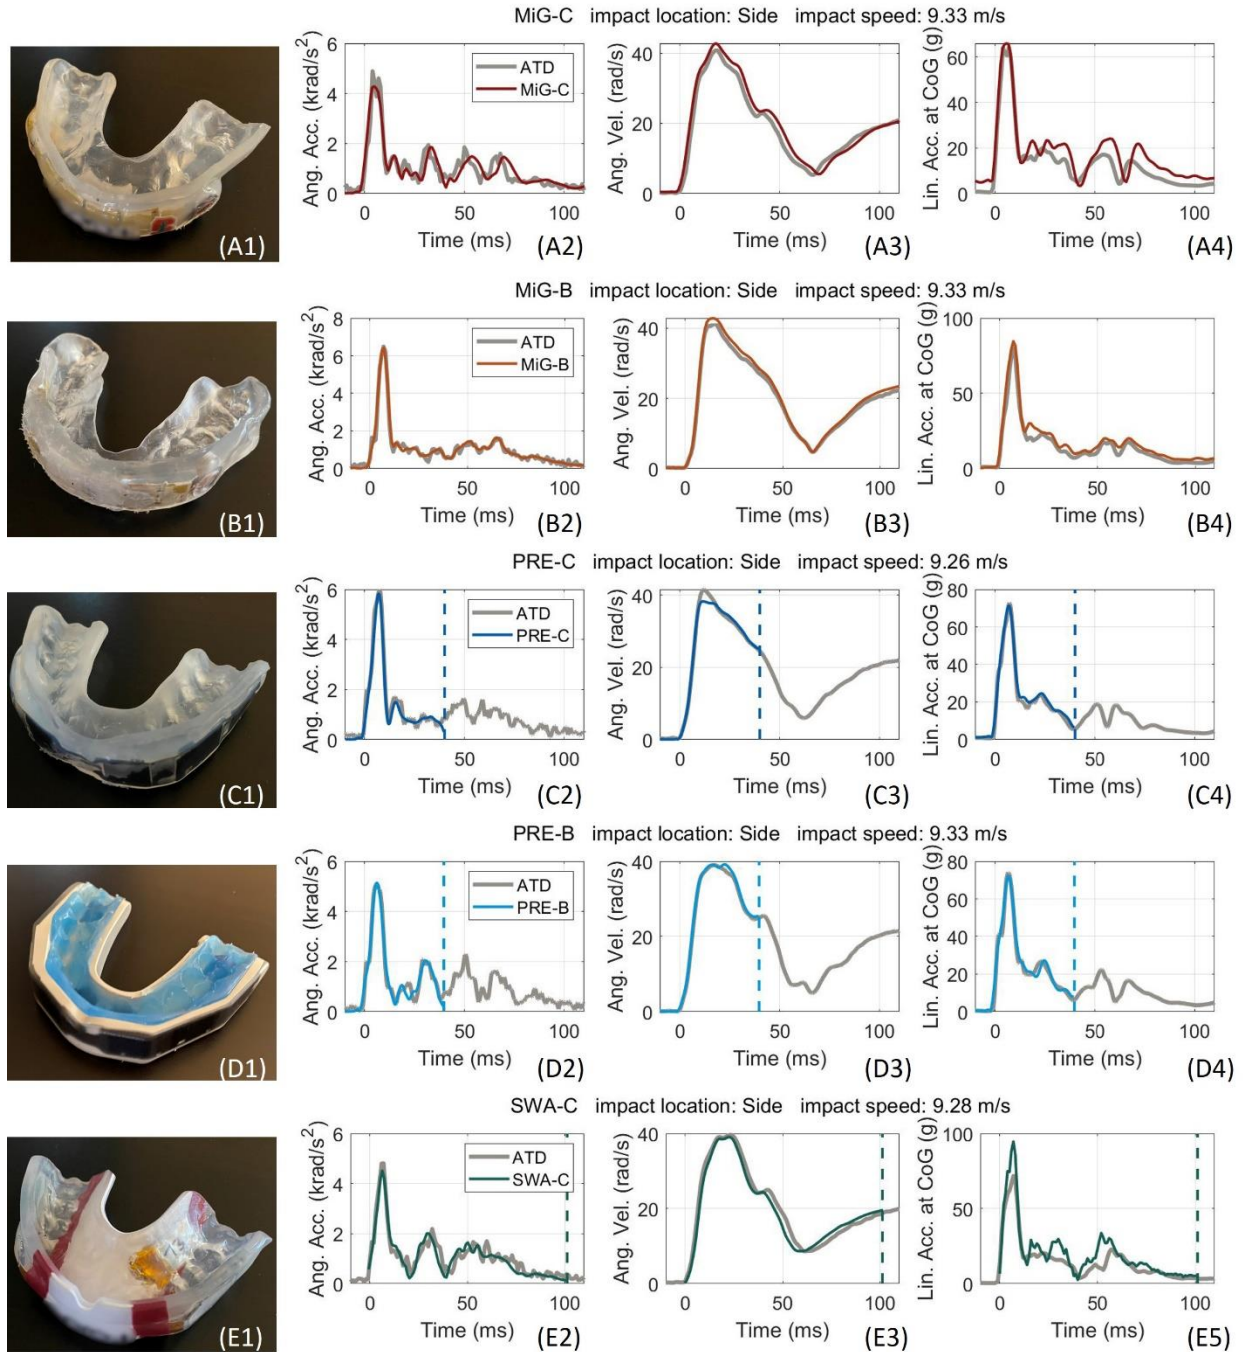 MiG-C impact location: Side impact speed: 9.33 m/s
Ang. Acc. (krad/s²)
6
4
2
0
ATD
MiG-C
0 50 100
Time (ms)
Ang. Vel. (rad/s)
40
20
0
0 50 100
Time (ms)
Lin. Acc. at CoG (g)
60
40
20
0
0 50 100
Time (ms)
(A1) (A2) (A3) (A4)
MiG-B impact location: Side impact speed: 9.33 m/s
Ang. Acc. (krad/s²)
8
6
4
2
0
ATD
MiG-B
0 50 100
Time (ms)
Ang. Vel. (rad/s)
40
20
0
0 50 100
Time (ms)
Lin. Acc. at CoG (g)
100
50
0
0 50 100
Time (ms)
(B1) (B2) (B3) (B4)
PRE-C impact location: Side impact speed: 9.26 m/s
Ang. Acc. (krad/s²)
6
4
2
0
ATD
PRE-C
0 50 100
Time (ms)
Ang. Vel. (rad/s)
40
20
0
0 50 100
Time (ms)
Lin. Acc. at CoG (g)
80
60
40
20
0
0 50 100
Time (ms)
(C1) (C2) (C3) (C4)
PRE-B impact location: Side impact speed: 9.33 m/s
Ang. Acc. (krad/s²)
6
4
2
0
ATD
PRE-B
0 50 100
Time (ms)
Ang. Vel. (rad/s)
40
20
0
0 50 100
Time (ms)
Lin. Acc. at CoG (g)
80
60
40
20
0
0 50 100
Time (ms)
(D1) (D2) (D3) (D4)
SWA-C impact location: Side impact speed: 9.28 m/s
Ang. Acc. (krad/s²)
6
4
2
0
ATD
SWA-C
0 50 100
Time (ms)
Ang. Vel. (rad/s)
40
20
0
0 50 100
Time (ms)
Lin. Acc. at CoG (g)
100
50
0
0 50 100
Time (ms)
(E1) (E2) (E3) (E5)